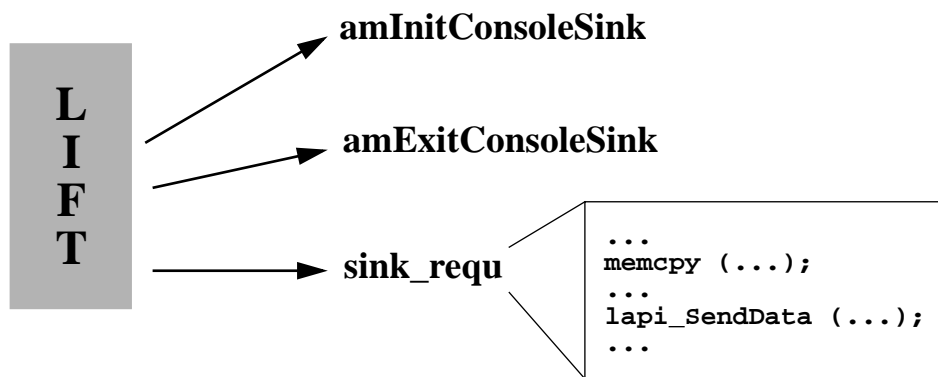 L
I
F
T
amInitConsoleSink
amExitConsoleSink
sink_requ
...
memcpy (...);
...
lapi_SendData (...);
...